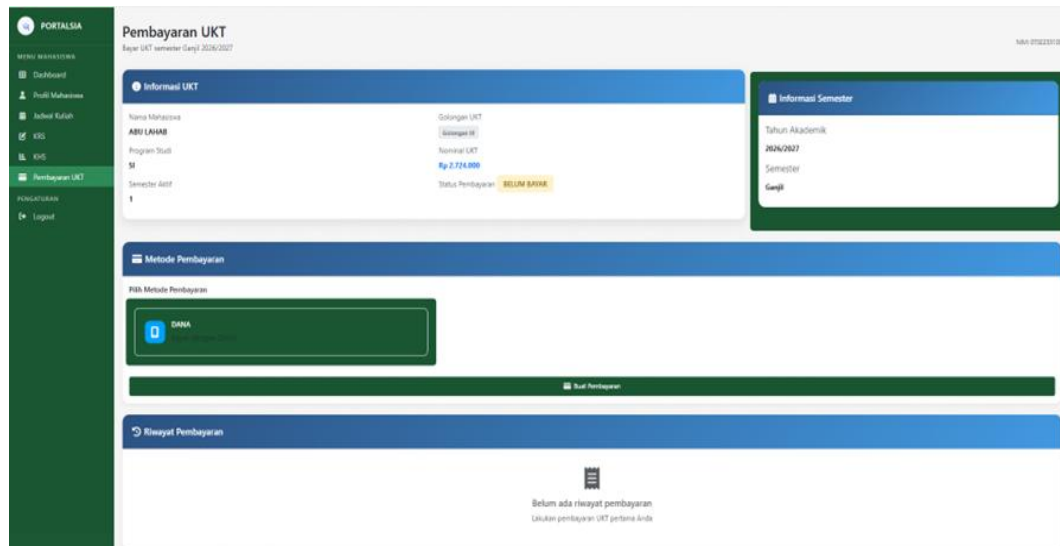 PORTALSIA
MENU MAHASISWA
Dashboard
Profil Mahasiswa
Jadwal Kuliah
KRS
KHS
Pembayaran UKT
PENGATURAN
Logout
Pembayaran UKT
Bayar UKT semester Ganjil 2026/2027
NIM:
Informasi UKT
Nama Mahasiswa
ABU LAHAB
Program Studi
SI
Semester Aktif
1
Golongan UKT
Golongan III
Nominal UKT
Rp 2.724.000
Status Pembayaran BELUM BAYAR
Informasi Semester
Tahun Akademik
2026/2027
Semester
Ganjil
Metode Pembayaran
Pilih Metode Pembayaran
DANA
Buat Pembayaran
Riwayat Pembayaran
Belum ada riwayat pembayaran
Lakukan pembayaran UKT pertama Anda